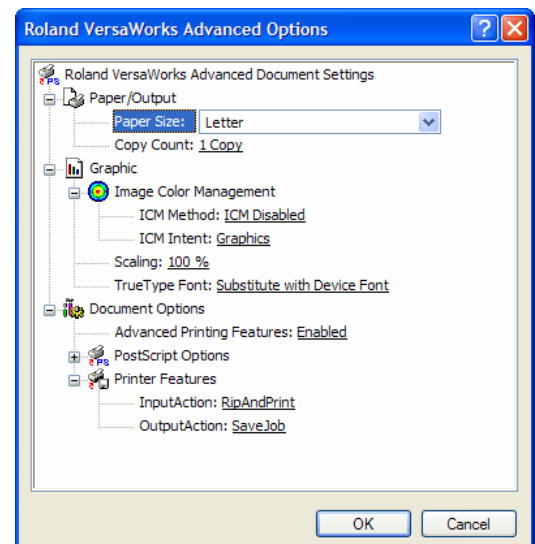 Roland VersaWorks Advanced Options
Roland VersaWorks Advanced Document Settings
Paper/Output
Paper Size: Letter
Copy Count: 1 Copy
Graphic
Image Color Management
ICM Method: ICM Disabled
ICM Intent: Graphics
Scaling: 100 %
TrueType Font: Substitute with Device Font
Document Options
Advanced Printing Features: Enabled
PostScript Options
Printer Features
InputAction: RipAndPrint
OutputAction: SaveJob
OK Cancel